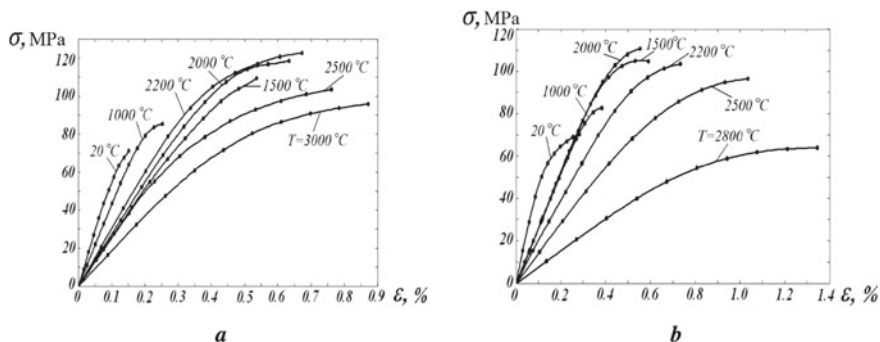 a
σ, MPa
120
100
80
60
40
20
0
20 °C
1000 °C
2200 °C
2000 °C
1500 °C
2500 °C
T=3000 °C
0 0.1 0.2 0.3 0.4 0.5 0.6 0.7 0.8 0.9
ε, %
a
b
σ, MPa
120
100
80
60
40
20
0
20 °C
1000 °C
2000 °C
1500 °C
2200 °C
2500 °C
T=2800 °C
0 0.2 0.4 0.6 0.8 1.0 1.2 1.4
ε, %
b